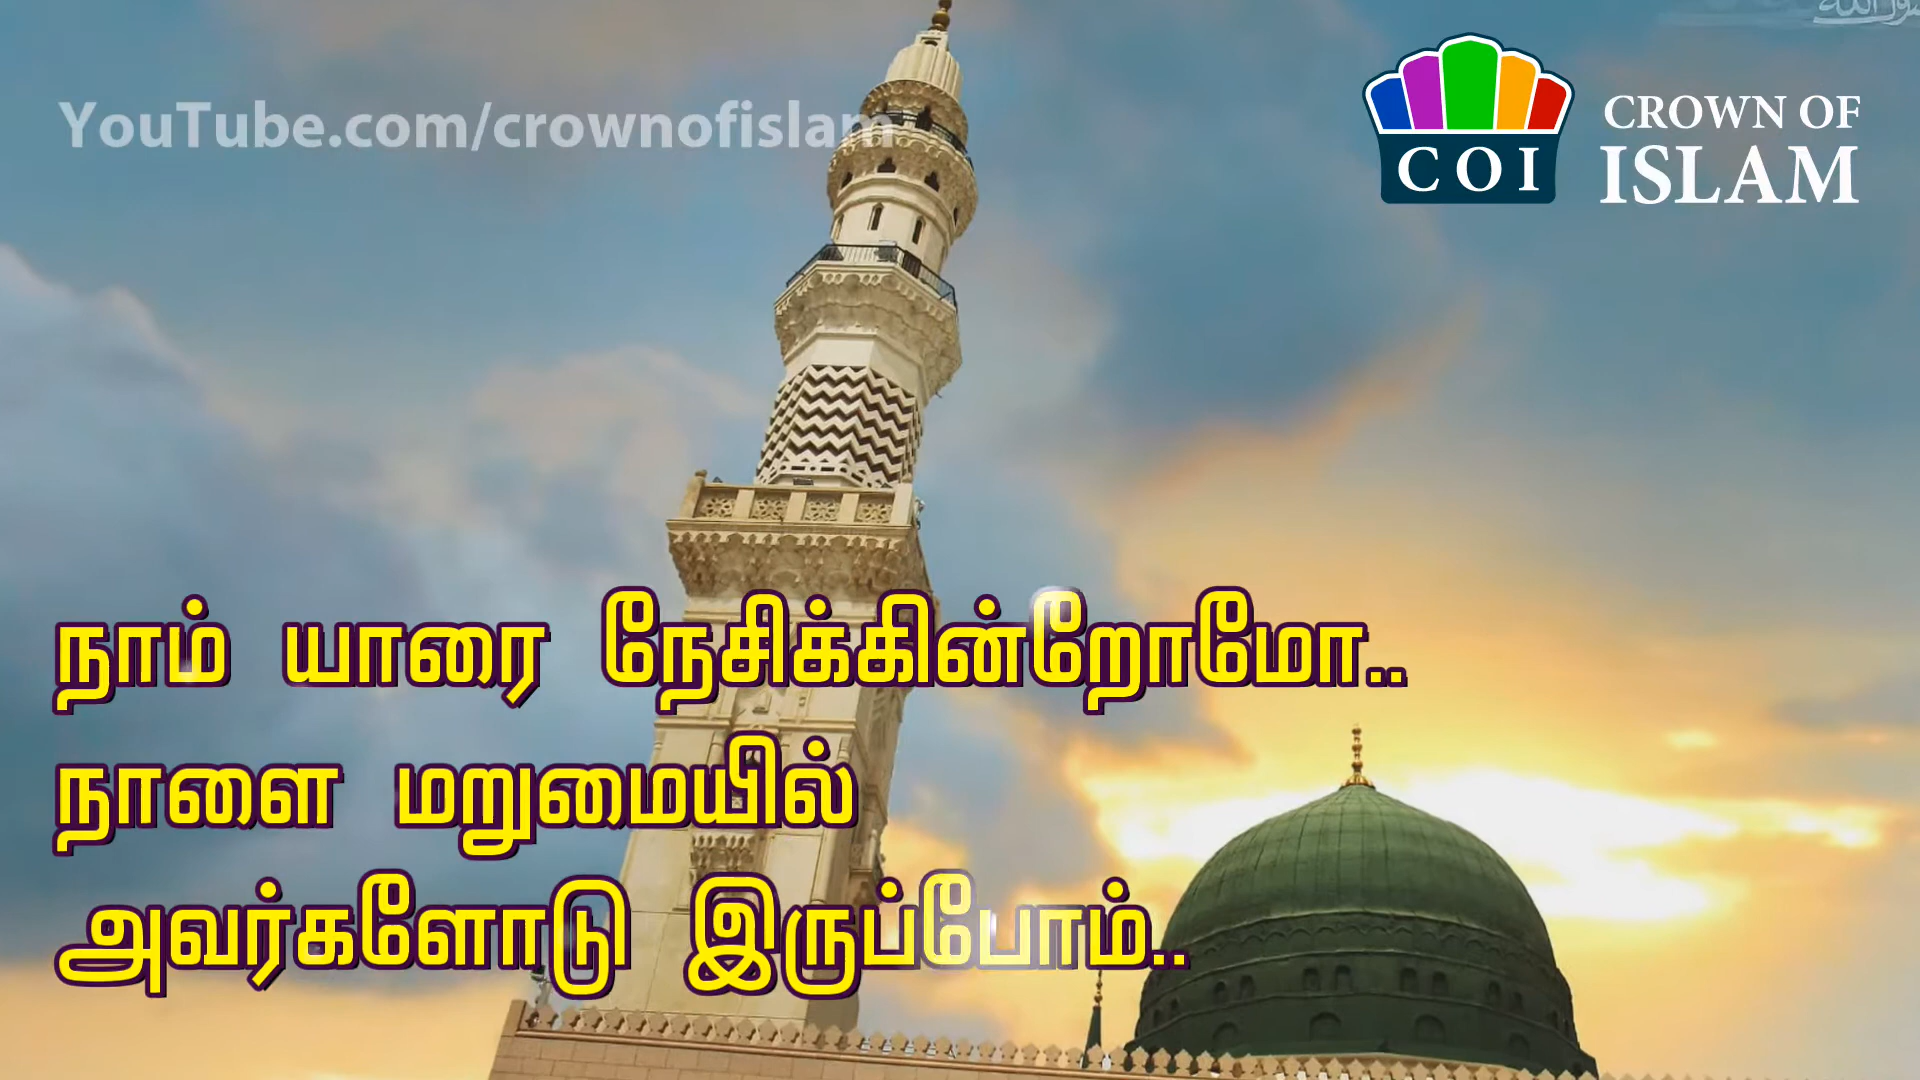 YouTube.com/crownofislam
COI
CROWN OF
ISLAM
நாம் யாரை நேசிக்கின்றோமோ..
நாளை மறுமையில்
அவர்களோடு இருப்போம்..